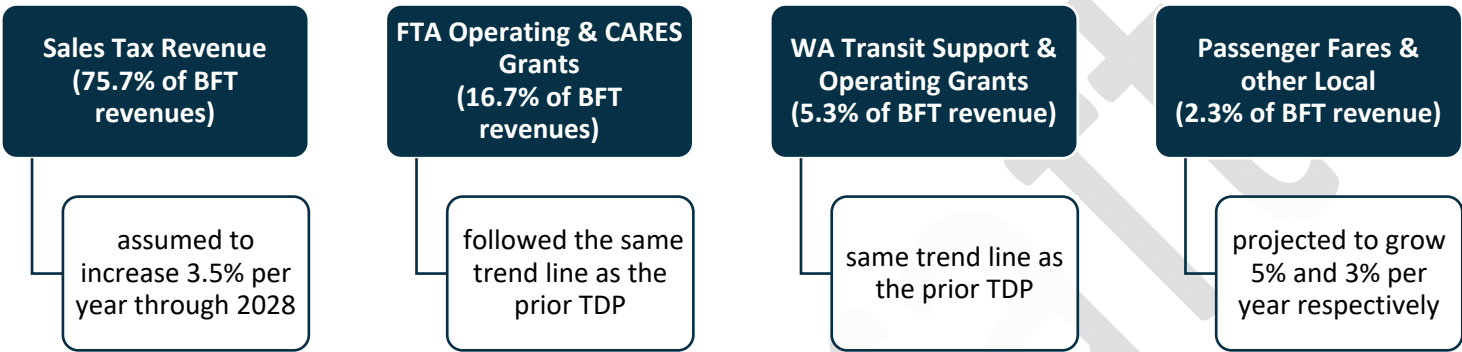 Sales Tax Revenue
(75.7% of BFT
revenues)
assumed to
increase 3.5% per
year through 2028
FTA Operating & CARES
Grants
(16.7% of BFT
revenues)
followed the same
trend line as the
prior TDP
WA Transit Support &
Operating Grants
(5.3% of BFT revenue)
same trend line as
the prior TDP
Passenger Fares &
other Local
(2.3% of BFT revenue)
projected to grow
5% and 3% per
year respectively